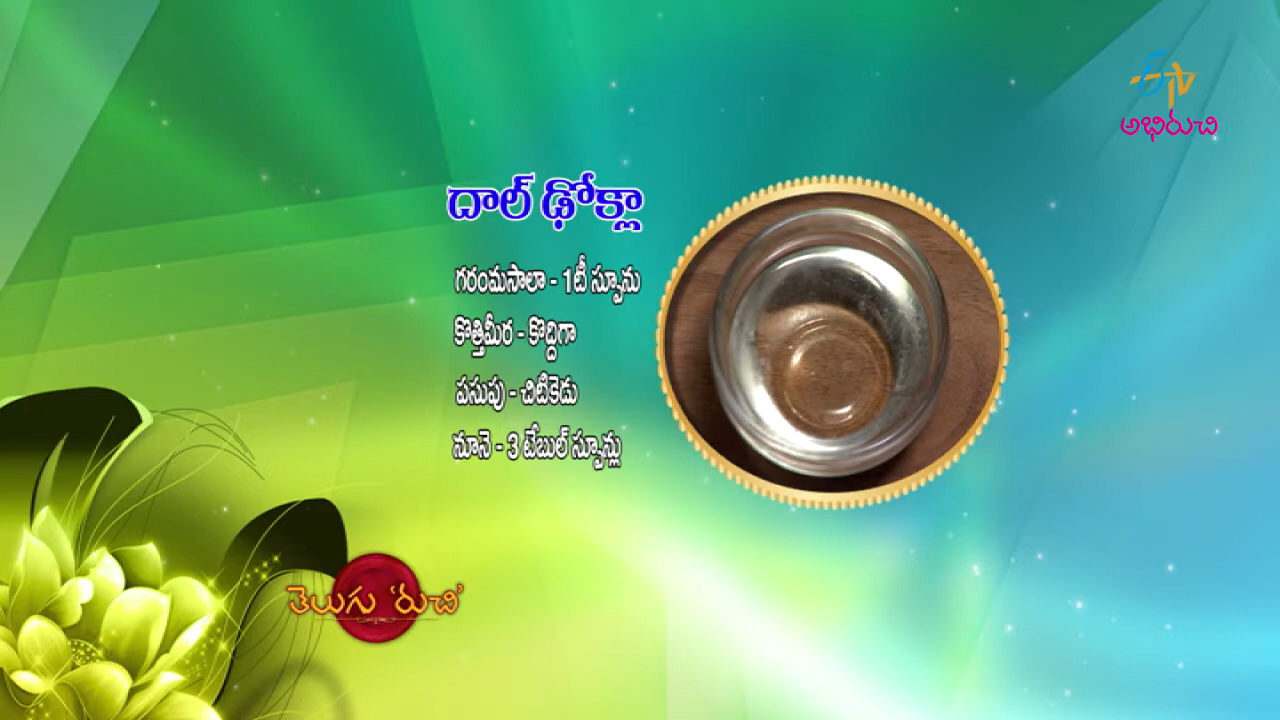 ETV
అభిరుచి
దాల్ ఢోక్లా
గరంమసాలా - 1టీ స్పూను
కొత్తిమీర - కొద్దిగా
పసుపు - చిటికెడు
నూనె - 3 టేబుల్ స్పూన్లు
తెలుగు 'రుచి'